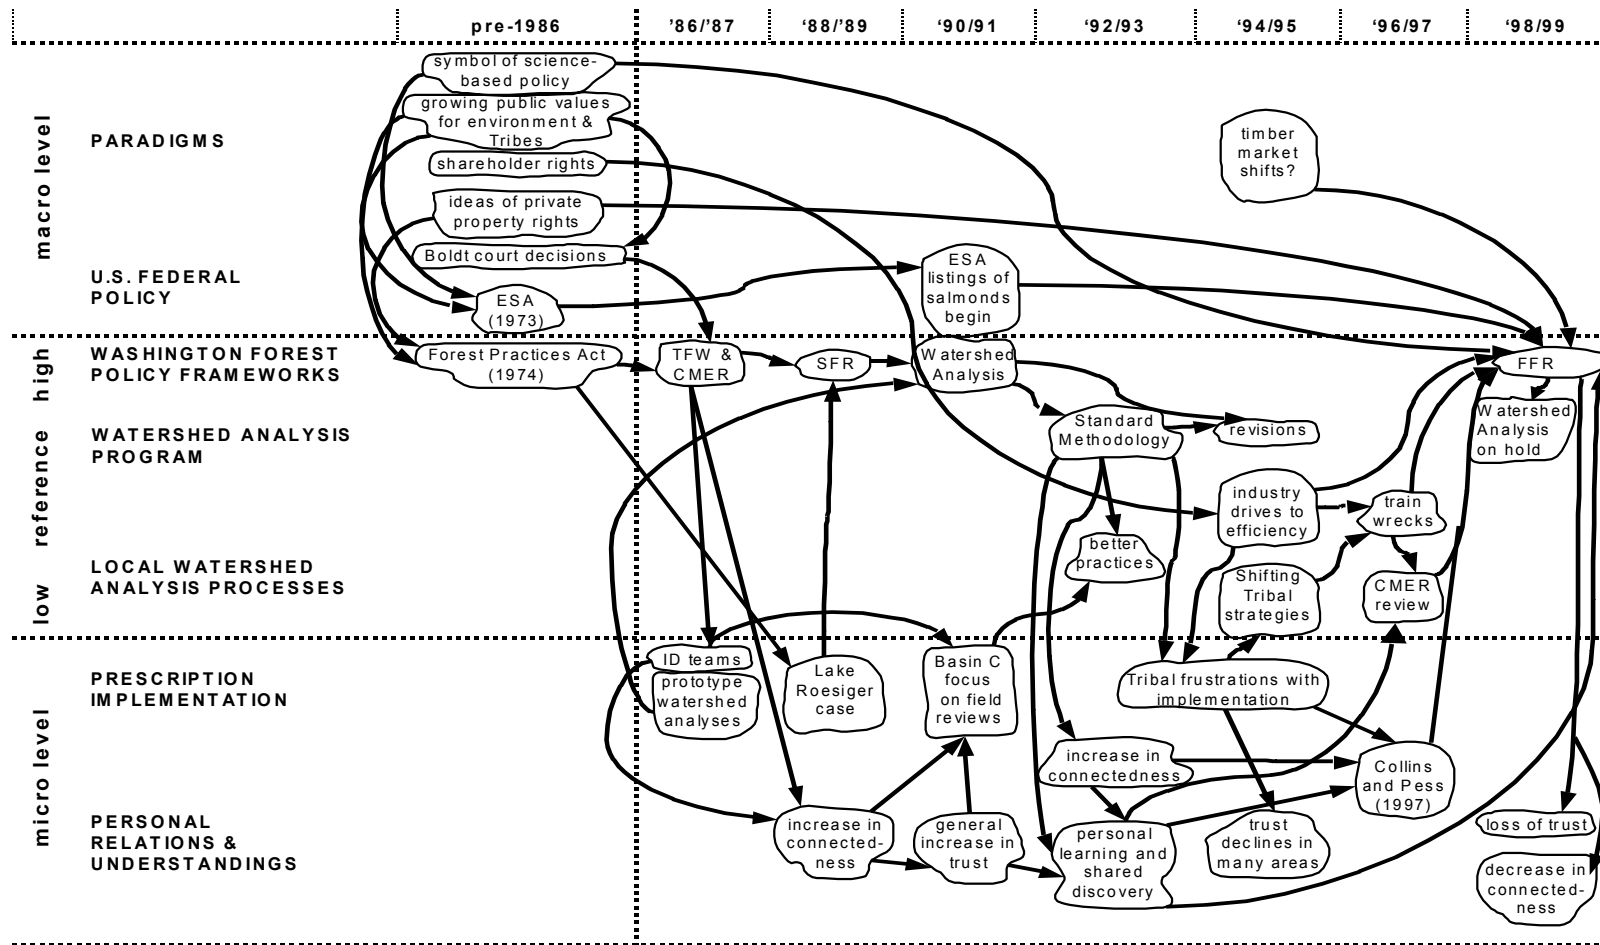 pre-1986
’86/’87
‘88/’89
‘90/91
‘92/93
‘94/95
‘96/97
‘98/99
macro level
PARADIGMS
symbol of science-
based policy
growing public values
for environment &
Tribes
shareholder rights
ideas of private
property rights
timber
market
shifts?
U.S. FEDERAL
POLICY
Boldt court decisions
ESA
(1973)
ESA
listings of
salmonds
begin
low reference high
WASHINGTON FOREST
POLICY FRAMEWORKS
Forest Practices Act
(1974)
TFW &
CMER
SFR
Watershed
Analysis
FFR
WATERSHED ANALYSIS
PROGRAM
Standard
Methodology
revisions
Watershed
Analysis
on hold
LOCAL WATERSHED
ANALYSIS PROCESSES
better
practices
industry
drives to
efficiency
Shifting
Tribal
strategies
train
wrecks
CMER
review
micro level
PRESCRIPTION
IMPLEMENTATION
ID teams
prototype
watershed
analyses
Lake
Roesiger
case
Basin C
focus
on field
reviews
Tribal frustrations with
implementation
PERSONAL
RELATIONS &
UNDERSTANDINGS
increase in
connected-
ness
general
increase in
trust
increase in
connectedness
personal
learning and
shared
discovery
trust
declines in
many areas
Collins
and Pess
(1997)
loss of trust
decrease in
connected-
ness